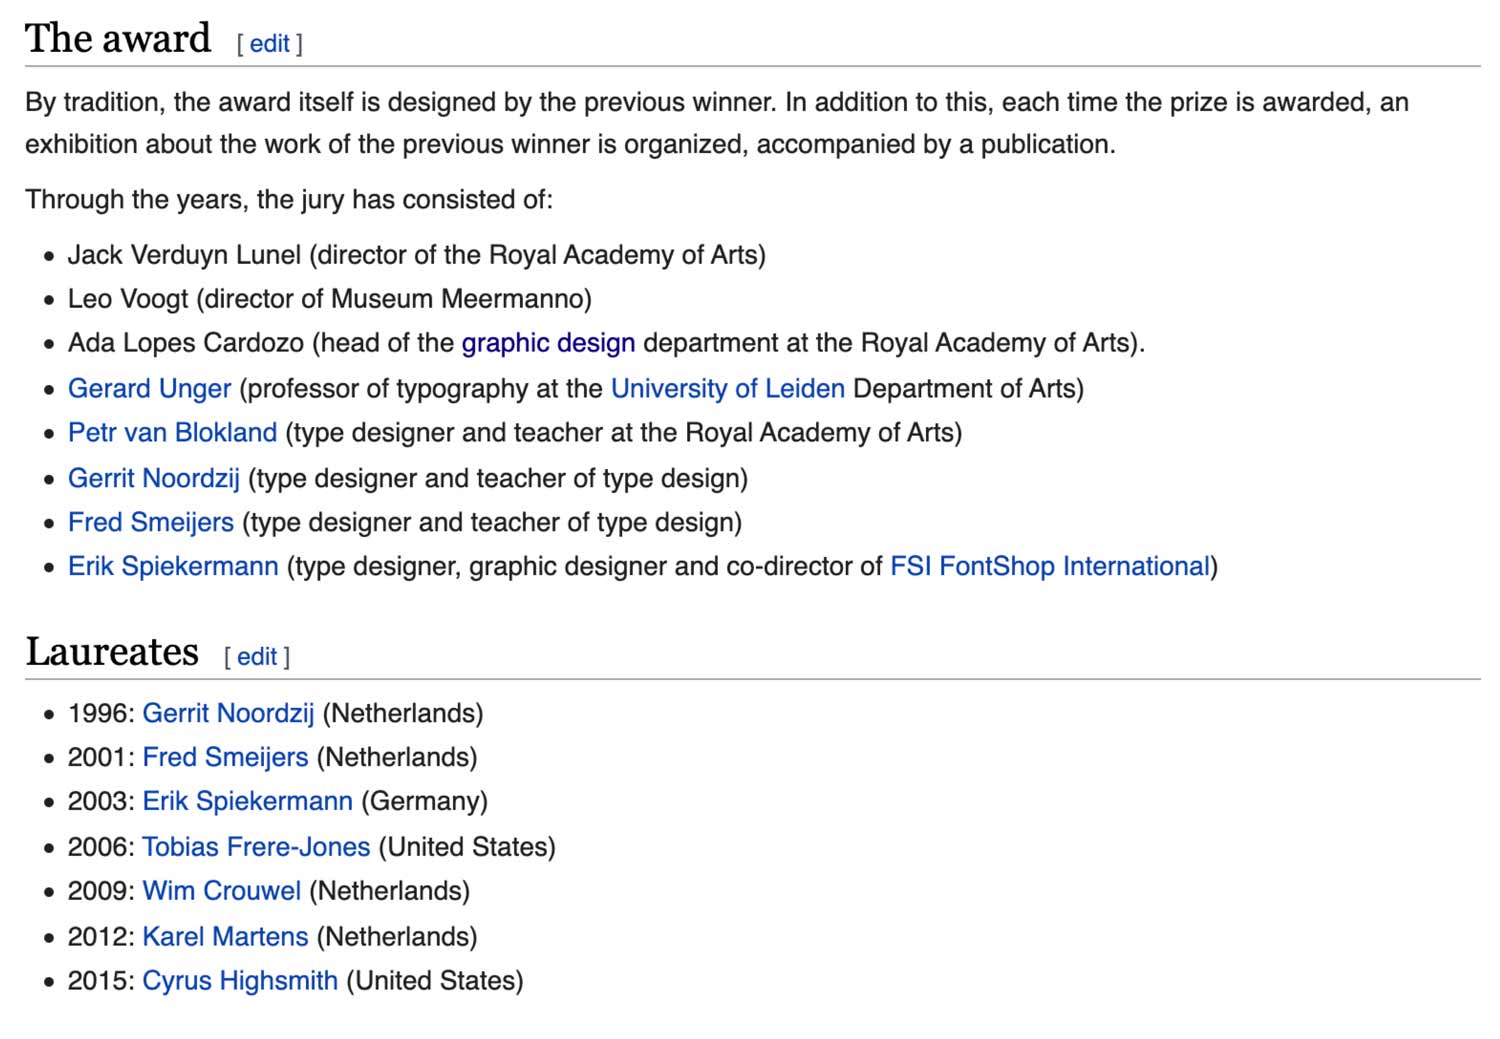 The award [ edit ]
By tradition, the award itself is designed by the previous winner. In addition to this, each time the prize is awarded, an
exhibition about the work of the previous winner is organized, accompanied by a publication.
Through the years, the jury has consisted of:
• Jack Verduyn Lunel (director of the Royal Academy of Arts)
• Leo Voogt (director of Museum Meermanno)
• Ada Lopes Cardozo (head of the graphic design department at the Royal Academy of Arts).
• Gerard Unger (professor of typography at the University of Leiden Department of Arts)
• Petr van Blokland (type designer and teacher at the Royal Academy of Arts)
• Gerrit Noordzij (type designer and teacher of type design)
• Fred Smeijers (type designer and teacher of type design)
• Erik Spiekermann (type designer, graphic designer and co-director of FSI FontShop International)
Laureates [ edit ]
• 1996: Gerrit Noordzij (Netherlands)
• 2001: Fred Smeijers (Netherlands)
• 2003: Erik Spiekermann (Germany)
• 2006: Tobias Frere-Jones (United States)
• 2009: Wim Crouwel (Netherlands)
• 2012: Karel Martens (Netherlands)
• 2015: Cyrus Highsmith (United States)